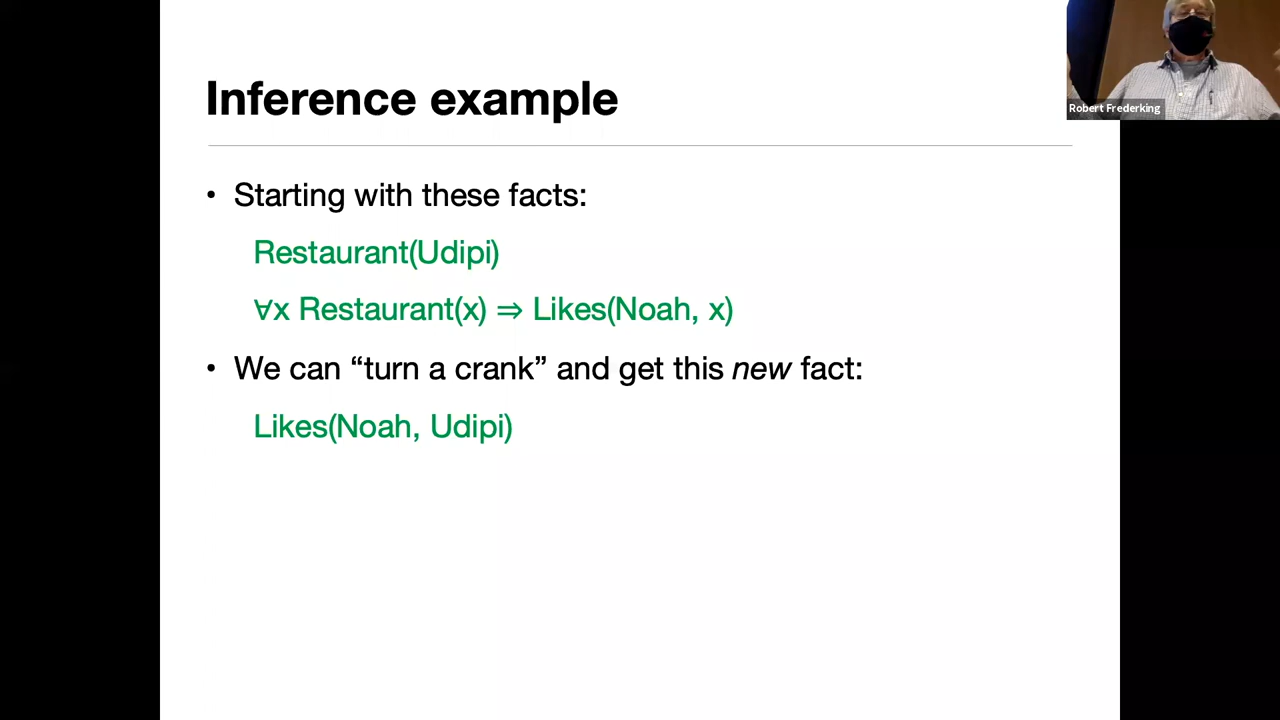 Inference example
Robert Frederking
• Starting with these facts:
Restaurant(Udipi)
∀x Restaurant(x) ⇒ Likes(Noah, x)
• We can “turn a crank” and get this new fact:
Likes(Noah, Udipi)